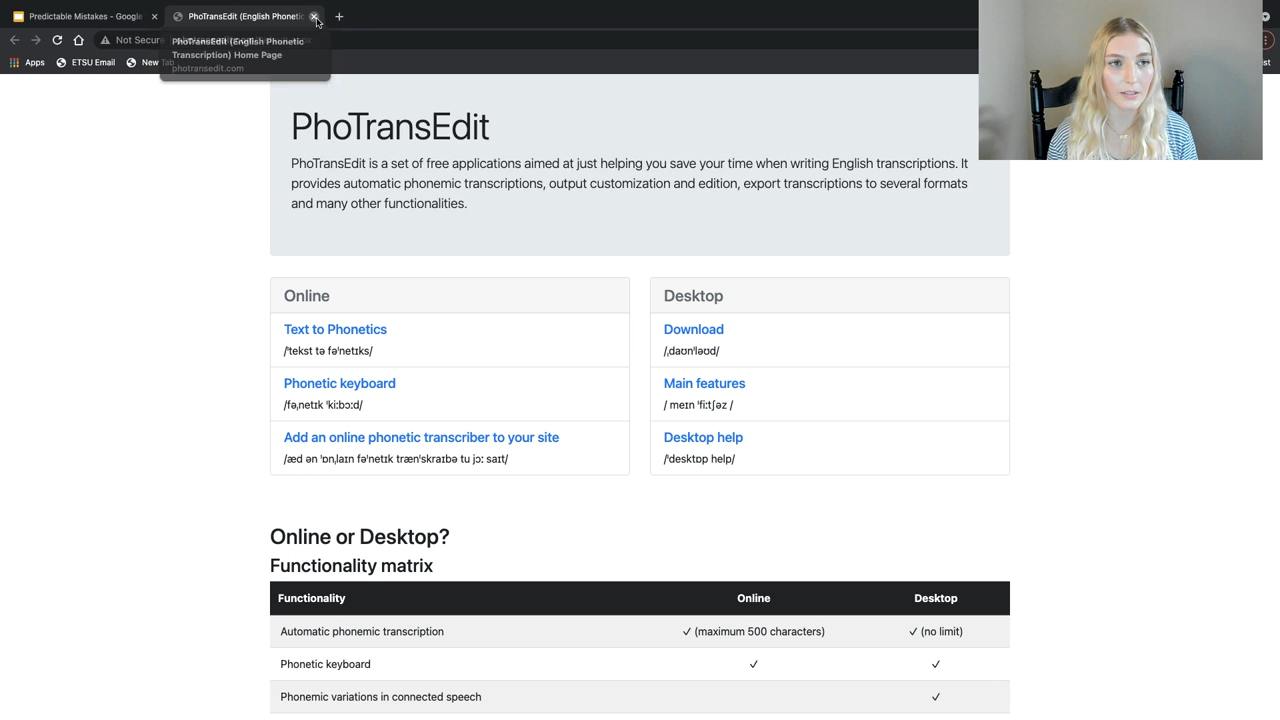 Predictable Mistakes - Google
PhoTransEdit (English Phonetic
Not Secur
PhoTransEdit (English Phonetic
Transcription) Home Page
photransedit.com
Apps
ETSU Email
New Tab
PhoTransEdit
PhoTransEdit is a set of free applications aimed at just helping you save your time when writing English transcriptions. It
provides automatic phonemic transcriptions, output customization and edition, export transcriptions to several formats
and many other functionalities.
Online
Text to Phonetics
/ˈtekst tə fəˈnetɪks/
Phonetic keyboard
/fəˌnetɪk ˈkiːbɔːd/
Add an online phonetic transcriber to your site
/æd ən ˈɒnˌlaɪn fəˈnetɪk trænˈskraɪbə tu jɔː saɪt/
Desktop
Download
/ˌdaʊnˈləʊd/
Main features
/ meɪn ˈfiːtʃəz /
Desktop help
/ˈdesktɒp help/
Online or Desktop?
Functionality matrix
Functionality Online Desktop
Automatic phonemic transcription ✓ (maximum 500 characters) ✓ (no limit)
Phonetic keyboard ✓ ✓
Phonemic variations in connected speech ✓